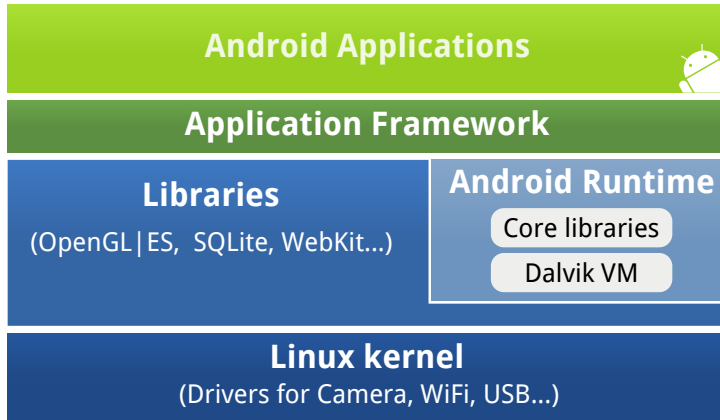 Android Applications
Application Framework
Libraries
(OpenGL|ES, SQLite, WebKit...)
Android Runtime
Core libraries
Dalvik VM
Linux kernel
(Drivers for Camera, WiFi, USB...)